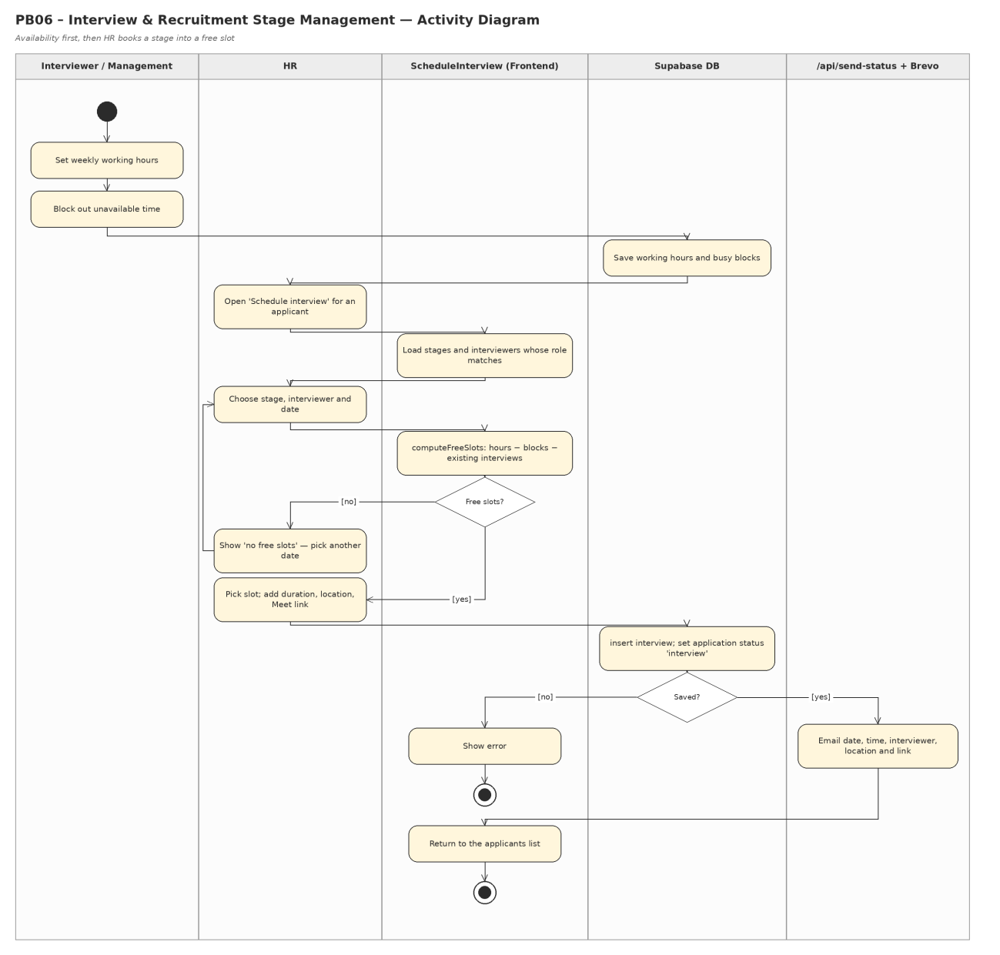 PB06 – Interview & Recruitment Stage Management — Activity Diagram
Availability first, then HR books a stage into a free slot
Interviewer / Management
HR
ScheduleInterview (Frontend)
Supabase DB
/api/send-status + Brevo
Set weekly working hours
Block out unavailable time
Save working hours and busy blocks
Open 'Schedule interview' for an
applicant
Load stages and interviewers whose role
matches
Choose stage, interviewer and
date
computeFreeSlots: hours − blocks −
existing interviews
Free slots?
[no]
Show 'no free slots' — pick another
date
Pick slot; add duration, location,
Meet link
[yes]
insert interview; set application status
'interview'
Saved?
[no]
[yes]
Show error
Email date, time, interviewer,
location and link
Return to the applicants list